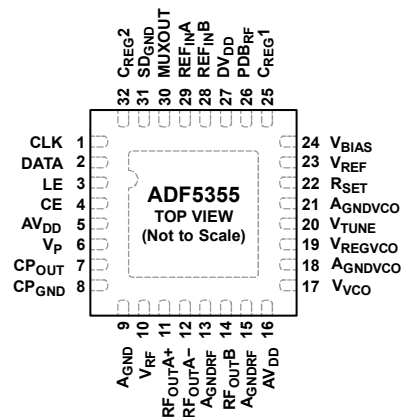 CREG2
SDGND
MUXOUT
REFINA
REFINB
DVDD
PDBRF
CREG1
32 31 30 29 28 27 26 25
CLK 1
DATA 2
LE 3
CE 4
AVDD 5
VP 6
CPOUT 7
CPGND 8
ADF5355
TOP VIEW
(Not to Scale)
24 VBIAS
23 VREF
22 RSET
21 AGNDVCO
20 VTUNE
19 VREGVCO
18 AGNDVCO
17 VVCO
9 10 11 12 13 14 15 16
AGND
VRF
RFOUTA+
RFOUTA−
AGNDRF
RFOUTB
AGNDRF
AVDD